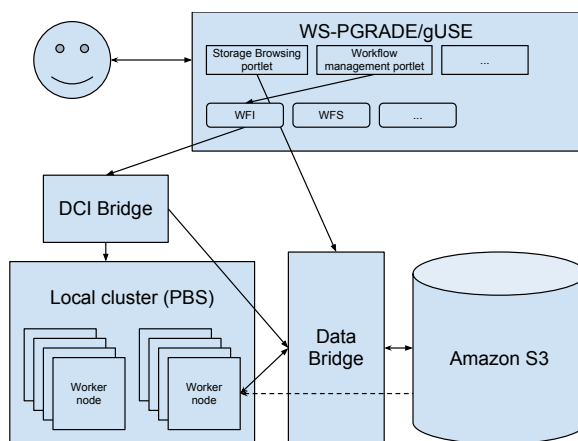 WS-PGRADE/gUSE
Storage Browsing
portlet
Workflow
management portlet
...
WFI
WFS
...
DCI Bridge
Local cluster (PBS)
Worker
node
Worker
node
Data
Bridge
Amazon S3